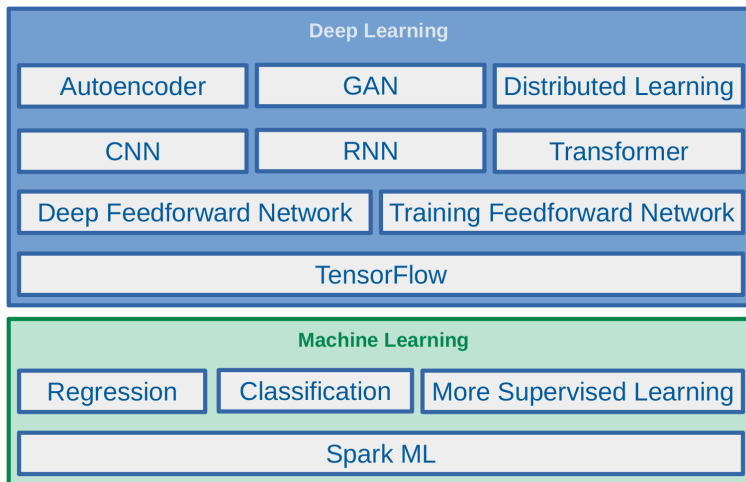 Deep Learning
Autoencoder GAN Distributed Learning
CNN RNN Transformer
Deep Feedforward Network Training Feedforward Network
TensorFlow
Machine Learning
Regression Classification More Supervised Learning
Spark ML